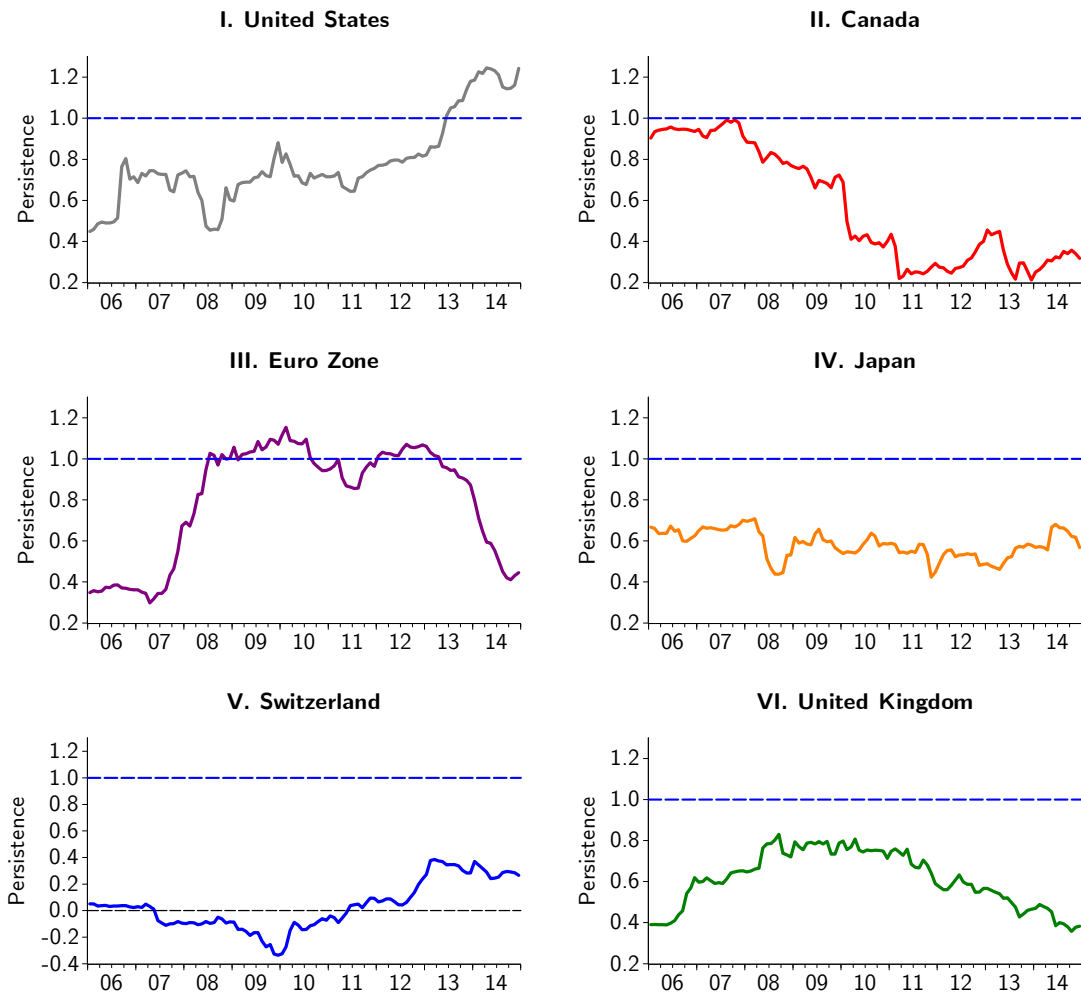 I. United States
Persistence
1.2
1.0
0.8
0.6
0.4
0.2
06 07 08 09 10 11 12 13 14
II. Canada
Persistence
1.2
1.0
0.8
0.6
0.4
0.2
06 07 08 09 10 11 12 13 14
III. Euro Zone
Persistence
1.2
1.0
0.8
0.6
0.4
0.2
06 07 08 09 10 11 12 13 14
IV. Japan
Persistence
1.2
1.0
0.8
0.6
0.4
0.2
06 07 08 09 10 11 12 13 14
V. Switzerland
Persistence
1.2
1.0
0.8
0.6
0.4
0.2
0.0
-0.2
-0.4
06 07 08 09 10 11 12 13 14
VI. United Kingdom
Persistence
1.2
1.0
0.8
0.6
0.4
0.2
06 07 08 09 10 11 12 13 14